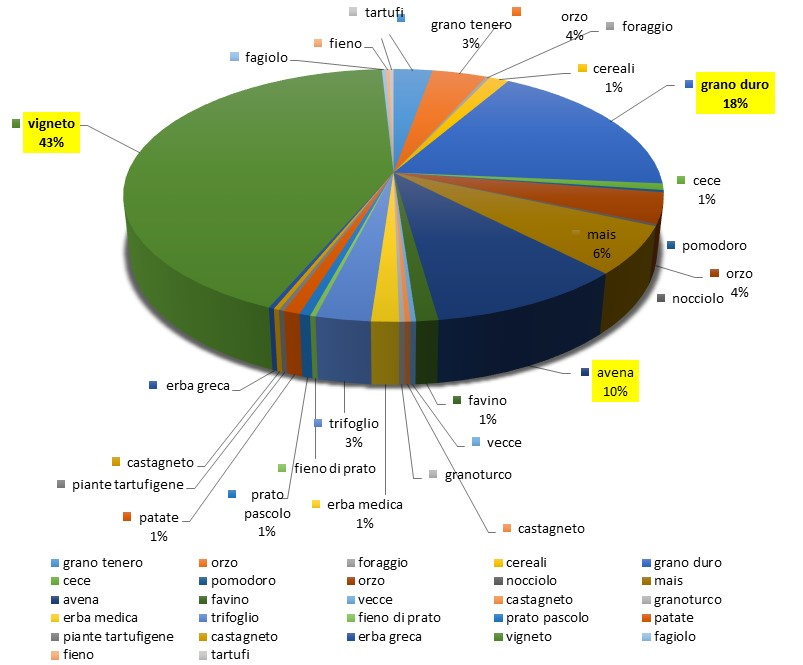 tartufi
grano tenero
3%
orzo
4%
foraggio
fieno
fagiolo
cereali
1%
grano duro
18%
vigneto
43%
cece
1%
mais
6%
pomodoro
orzo
4%
nocciolo
avena
10%
erba greca
favino
1%
trifoglio
3%
vecce
castagneto
fieno di prato
granoturco
piante tartufigene
prato
pascolo
1%
erba medica
1%
patate
1%
castagneto
grano tenero orzo foraggio cereali grano duro
cece pomodoro orzo nocciolo mais
avena favino vecce castagneto granoturco
erba medica trifoglio fieno di prato prato pascolo patate
piante tartufigene castagneto erba greca vigneto fagiolo
fieno tartufi